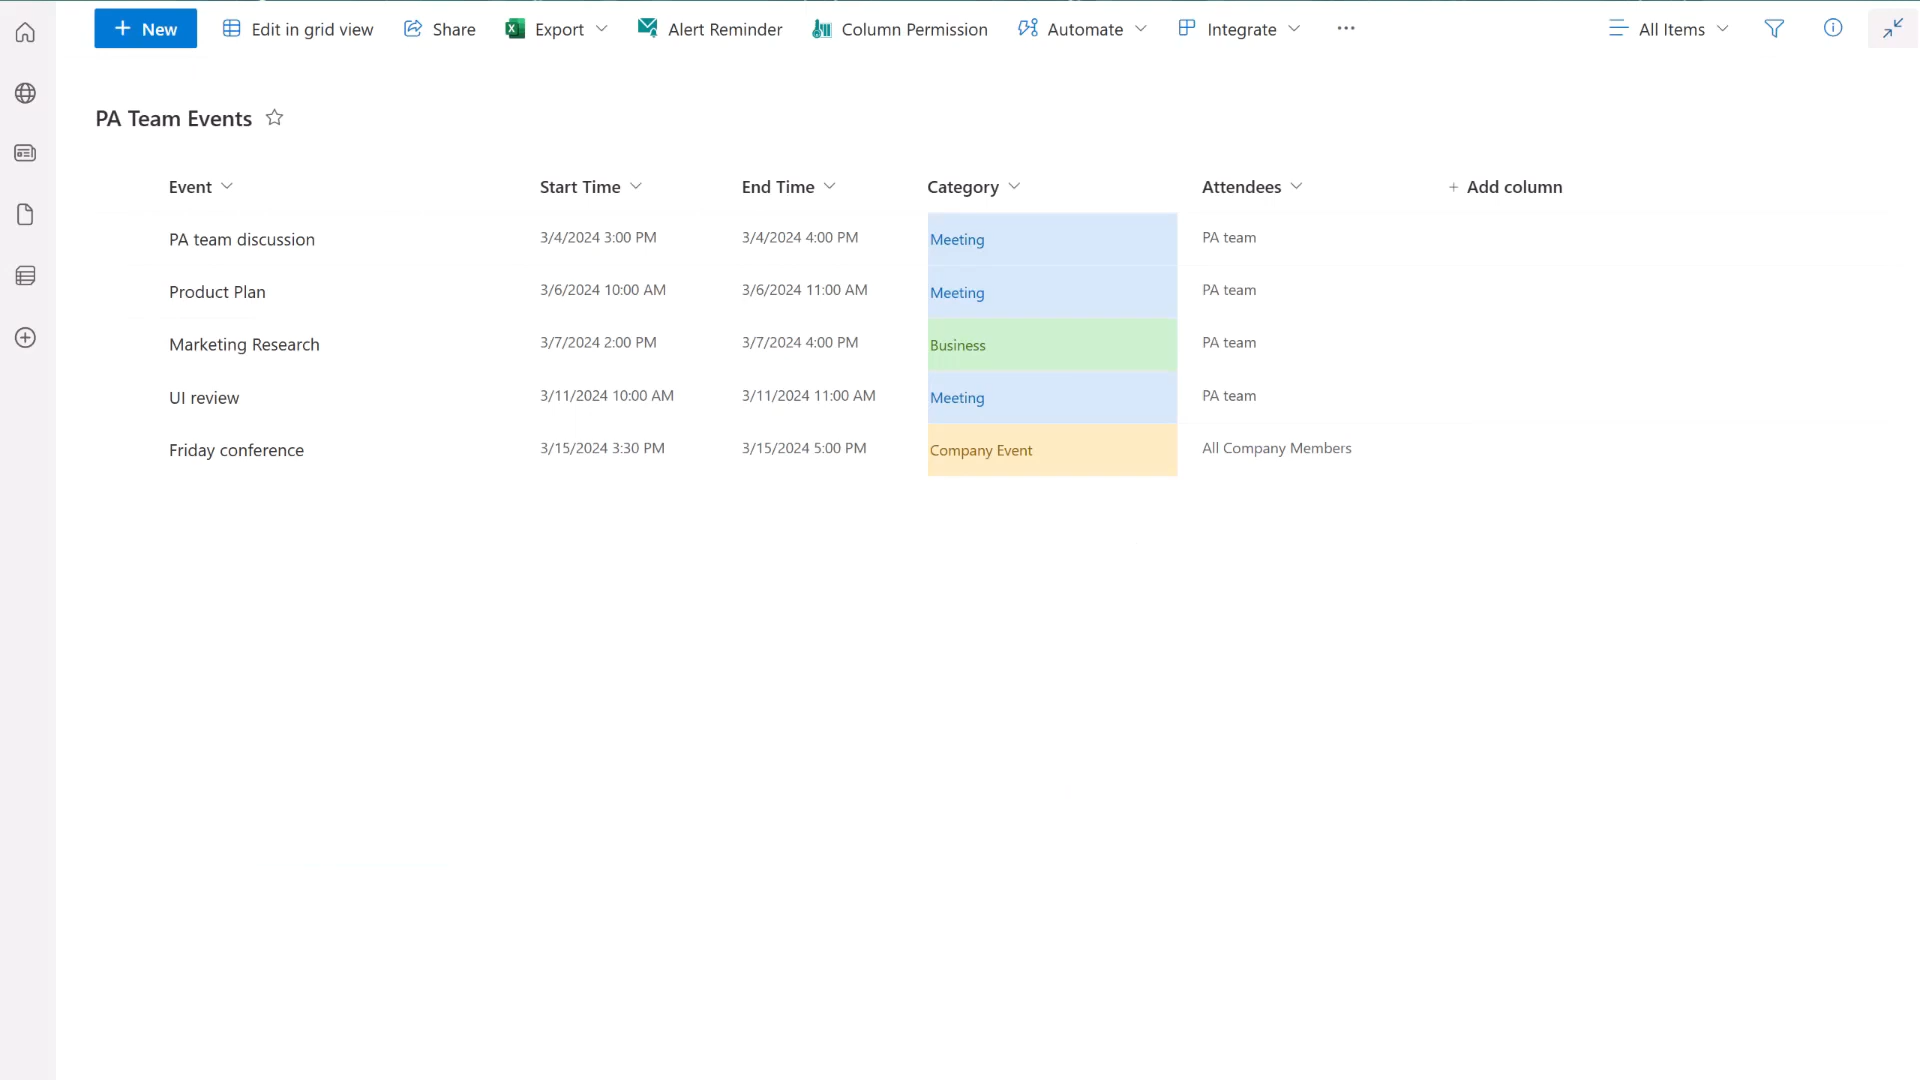 New Edit in grid view Share Export Alert Reminder Column Permission Automate Integrate ... All Items
PA Team Events
Event Start Time End Time Category Attendees + Add column
PA team discussion 3/4/2024 3:00 PM 3/4/2024 4:00 PM Meeting PA team
Product Plan 3/6/2024 10:00 AM 3/6/2024 11:00 AM Meeting PA team
Marketing Research 3/7/2024 2:00 PM 3/7/2024 4:00 PM Business PA team
UI review 3/11/2024 10:00 AM 3/11/2024 11:00 AM Meeting PA team
Friday conference 3/15/2024 3:30 PM 3/15/2024 5:00 PM Company Event All Company Members